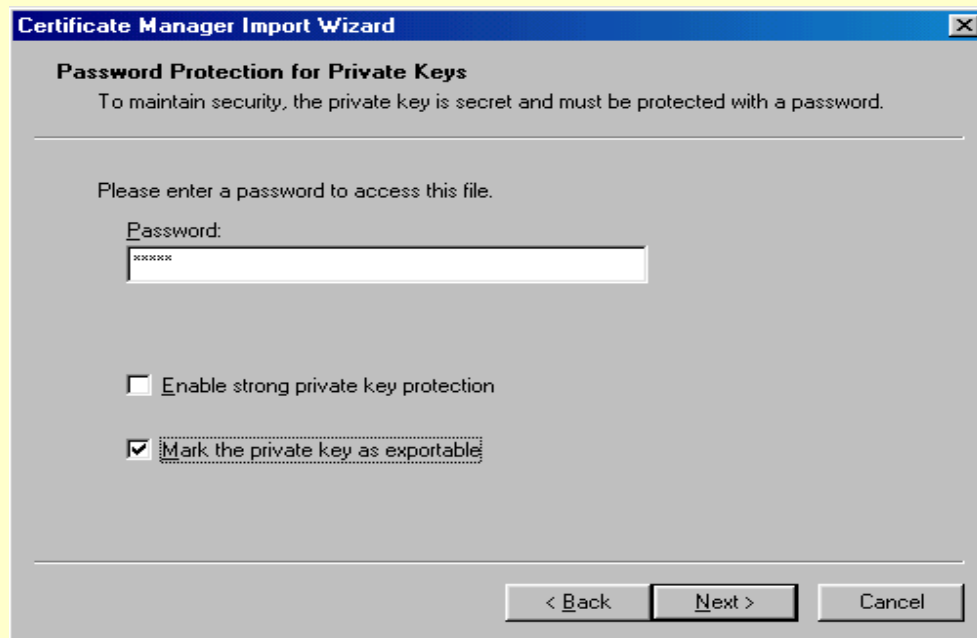 Certificate Manager Import Wizard
Password Protection for Private Keys
To maintain security, the private key is secret and must be protected with a password.
Please enter a password to access this file.
Password:
*****
Enable strong private key protection
Mark the private key as exportable
< Back Next > Cancel